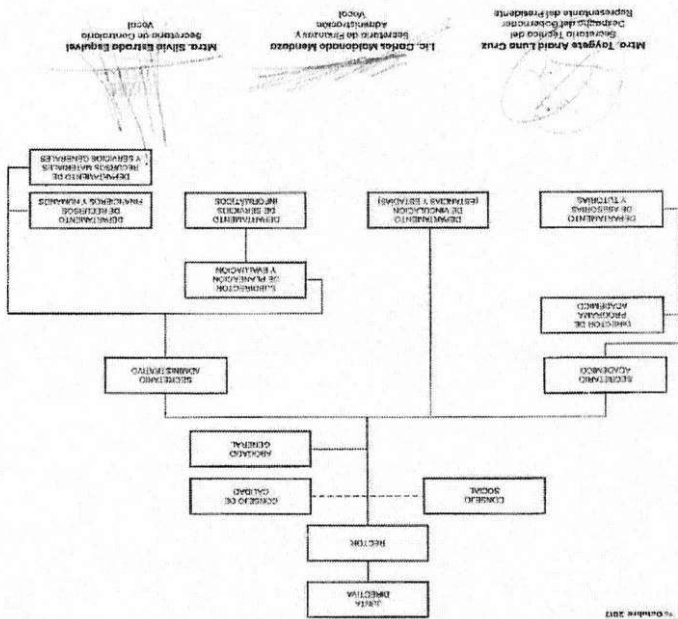 Octubre 2017
JUNTA
DIRECTIVA
RECTOR
CONSEJO
SOCIAL
CONSEJO DE
CALIDAD
ABOGADO
GENERAL
SECRETARIO
ACADÉMICO
SECRETARIO
ADMINISTRATIVO
DIRECTOR DE
PROGRAMA
ACADÉMICO
SUBDIRECTOR
DE PLANEACIÓN
Y EVALUACIÓN
DEPARTAMENTO
DE ASESORÍAS
Y TUTORÍAS
DEPARTAMENTO
DE VINCULACIÓN
(ESTANCIAS Y ESTADÍAS)
DEPARTAMENTO
DE SERVICIOS
INFORMÁTICOS
DEPARTAMENTO
DE RECURSOS
FINANCIEROS Y HUMANOS
DEPARTAMENTO DE
RECURSOS MATERIALES
Y SERVICIOS GENERALES
Mtra. Taygete Anaid Luna Cruz
Secretario Técnica del
Despacho del Gobernador
Representante del Presidente
Lic. Carlos Maldonado Mendoza
Secretario de Finanzas y
Administración
Vocal
Mtra. Silvia Estrada Esquivel
Secretaria de Contraloría
Vocal